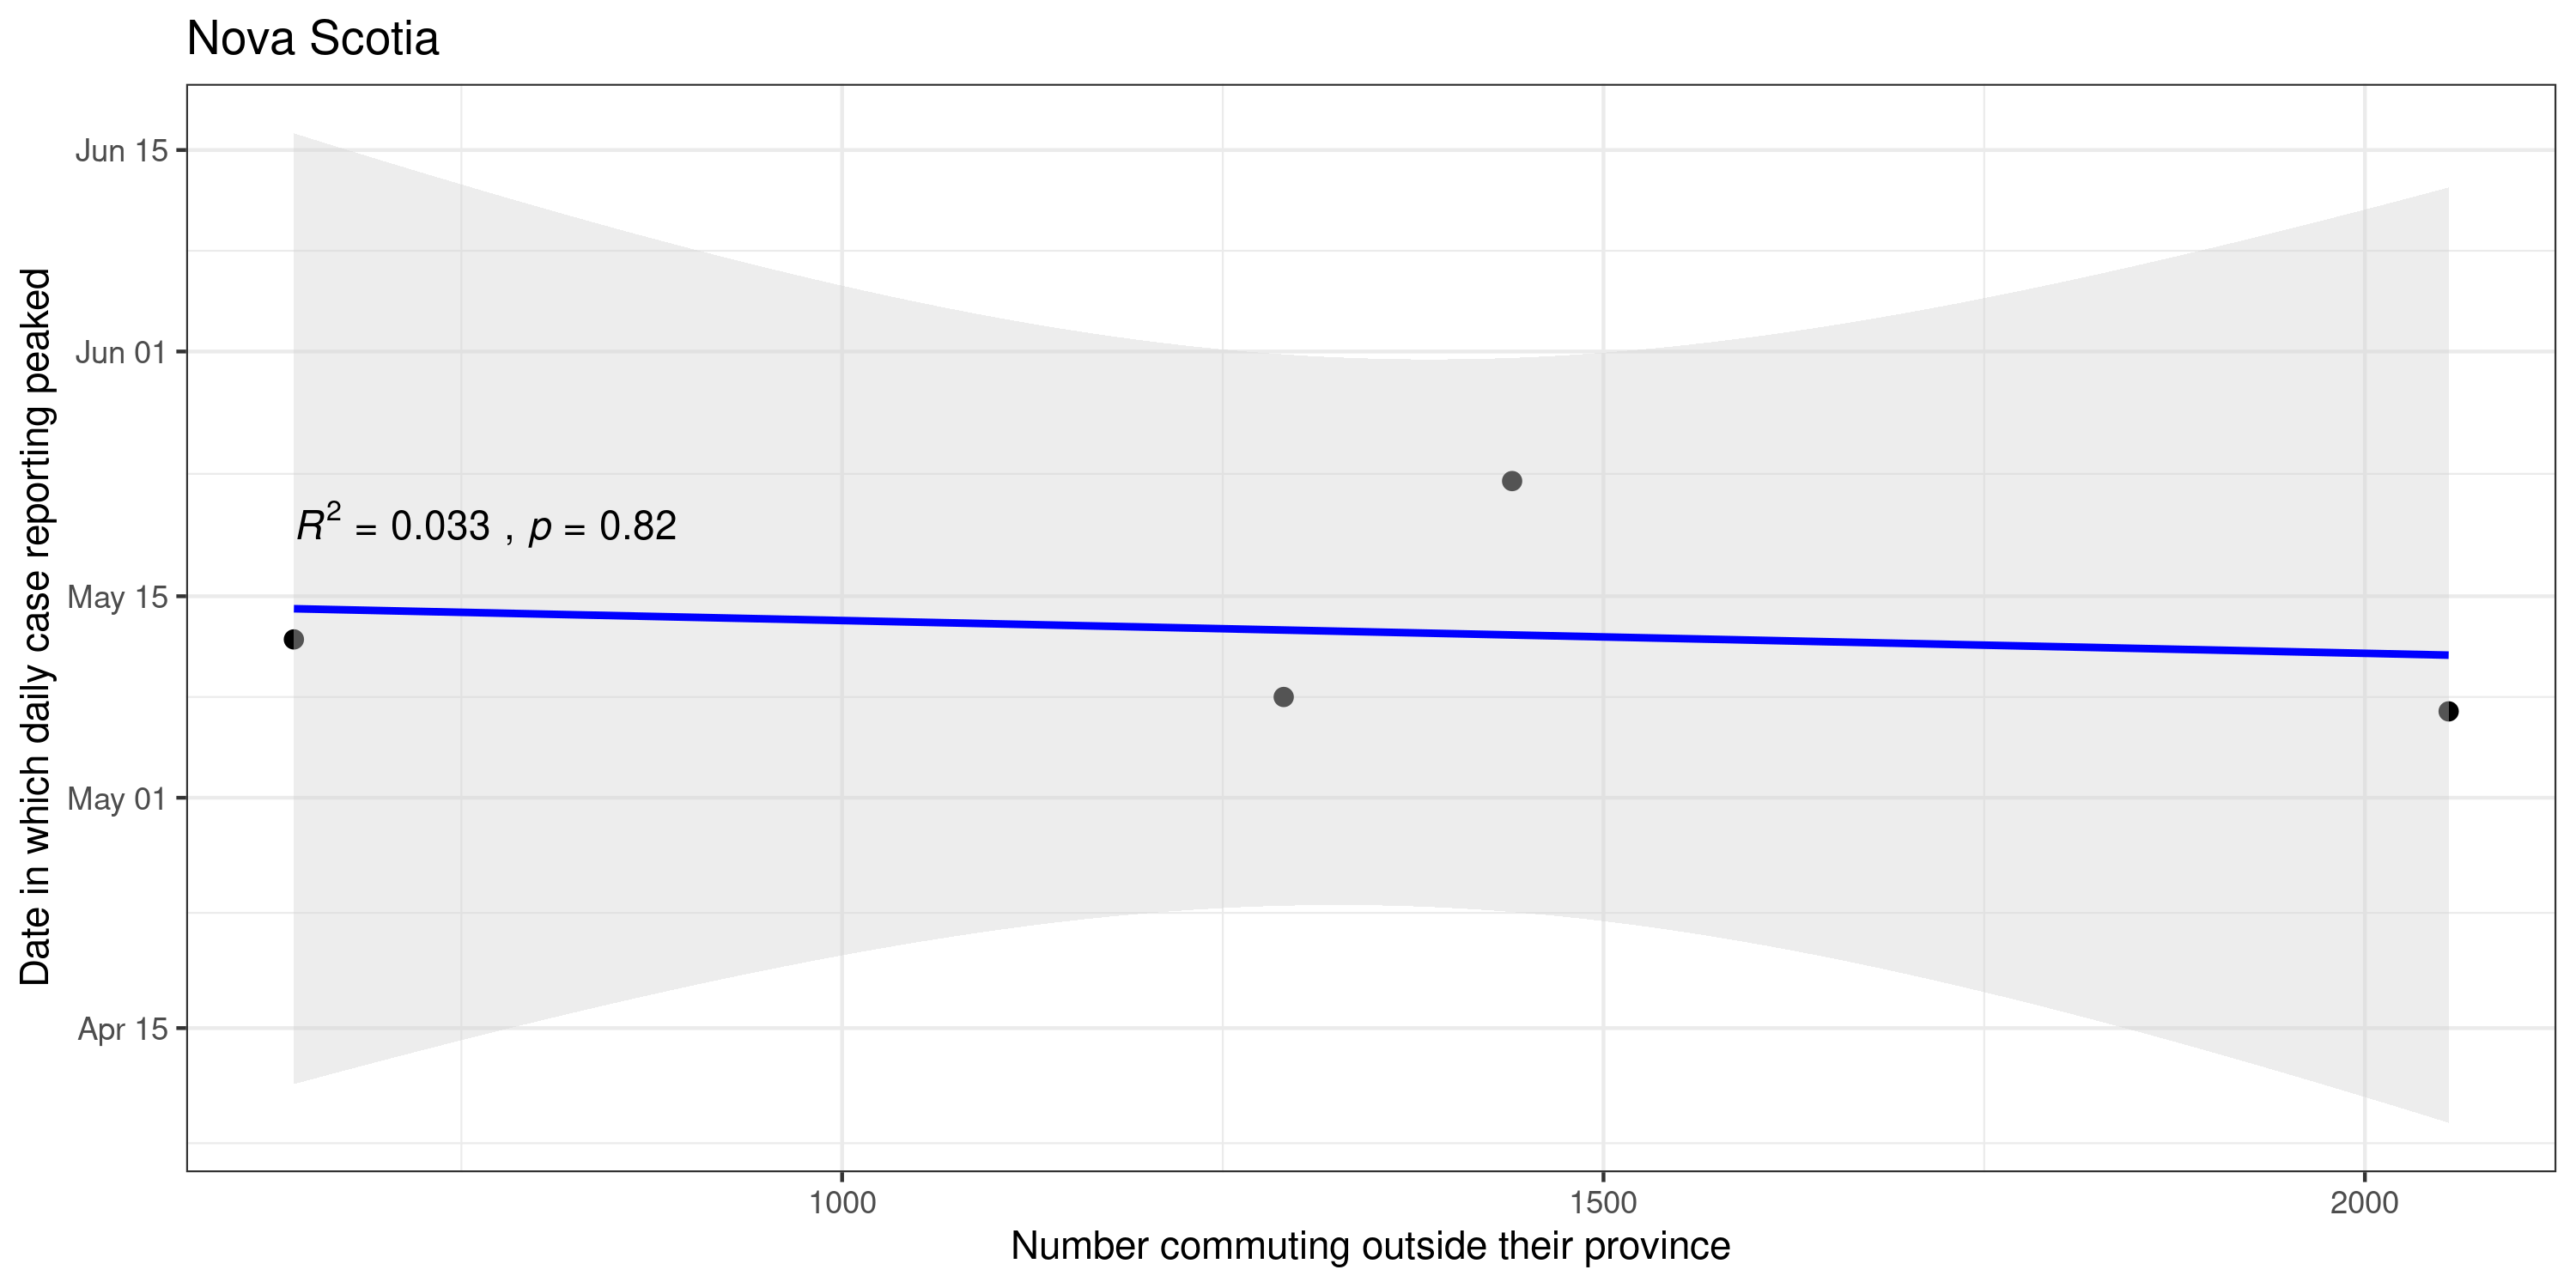 Nova Scotia
Date in which daily case reporting peaked
Jun 15
Jun 01
May 15
May 01
Apr 15
R² = 0.033 , p = 0.82
1000 1500 2000
Number commuting outside their province